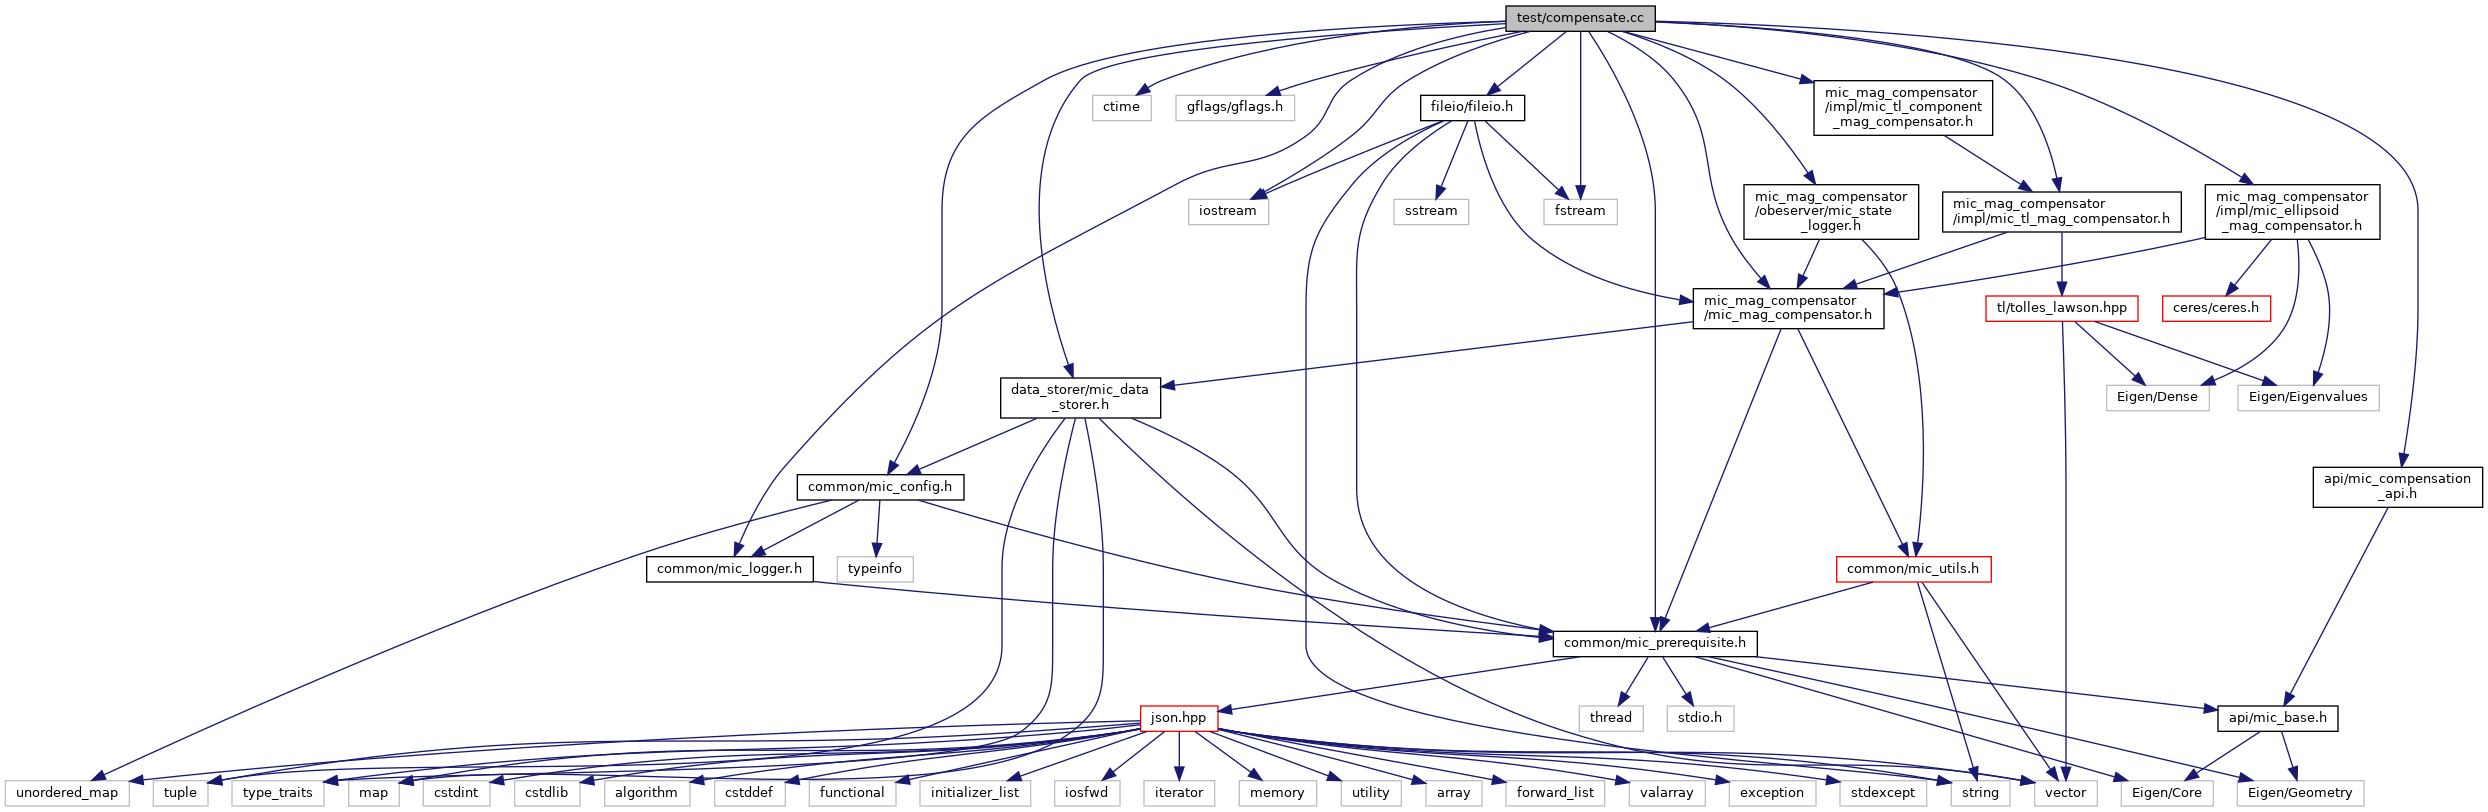 test/compensate.cc
ctime
gflags/gflags.h
fileio/fileio.h
mic_mag_compensator
/impl/mic_tl_component
_mag_compensator.h
iostream
sstream
fstream
mic_mag_compensator
/obeserver/mic_state
_logger.h
mic_mag_compensator
/impl/mic_tl_mag_compensator.h
mic_mag_compensator
/impl/mic_ellipsoid
_mag_compensator.h
mic_mag_compensator
/mic_mag_compensator.h
tl/tolles_lawson.hpp
ceres/ceres.h
data_storer/mic_data
_storer.h
Eigen/Dense
Eigen/Eigenvalues
common/mic_config.h
api/mic_compensation
_api.h
common/mic_logger.h
typeinfo
common/mic_utils.h
common/mic_prerequisite.h
json.hpp
thread
stdio.h
api/mic_base.h
unordered_map
tuple
type_traits
map
cstdint
cstdlib
algorithm
cstddef
functional
initializer_list
iosfwd
iterator
memory
utility
array
forward_list
valarray
exception
stdexcept
string
vector
Eigen/Core
Eigen/Geometry